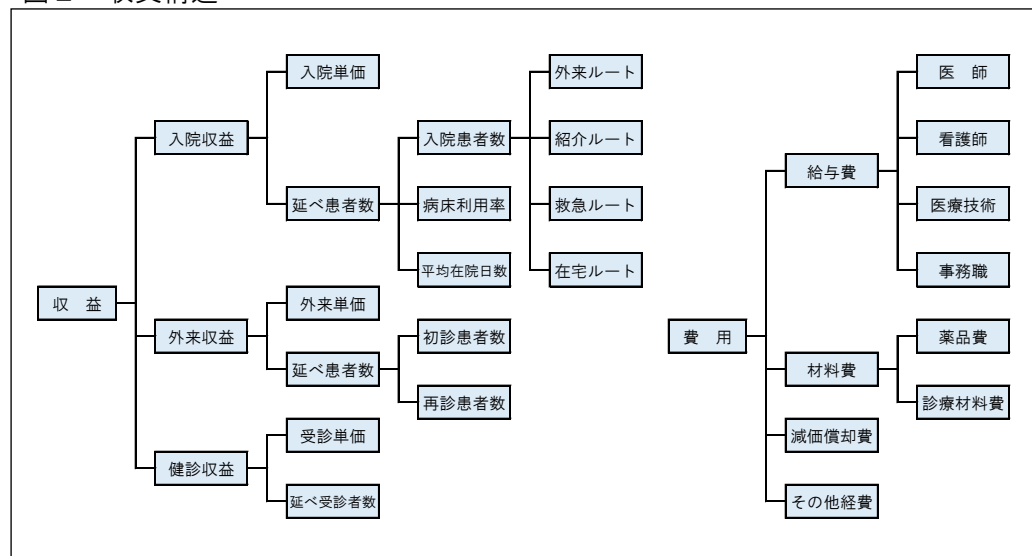 収　益
入院収益
入院単価
延べ患者数
入院患者数
外来ルート
紹介ルート
救急ルート
在宅ルート
病床利用率
平均在院日数
外来収益
外来単価
延べ患者数
初診患者数
再診患者数
健診収益
受診単価
延べ受診者数
費　用
給与費
医　師
看護師
医療技術
事務職
材料費
薬品費
診療材料費
減価償却費
その他経費